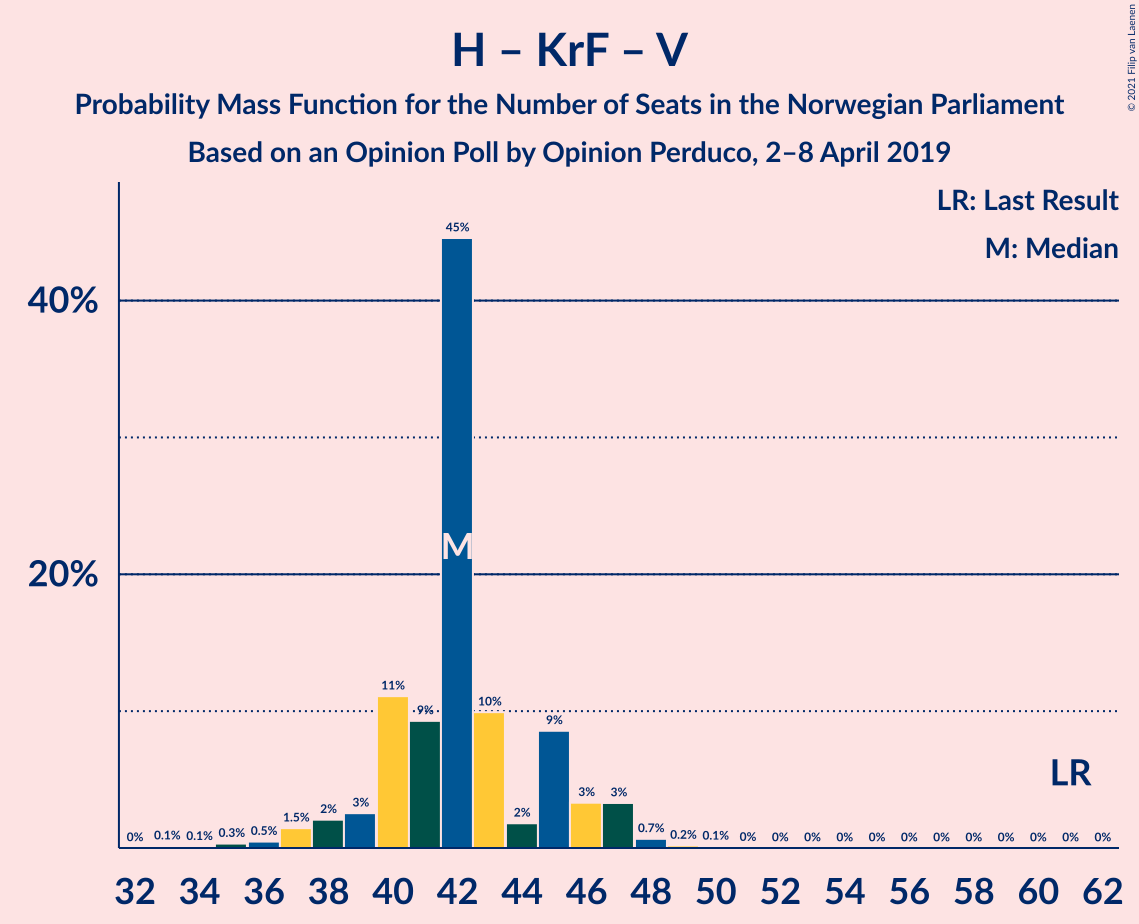 H – KrF – V
Probability Mass Function for the Number of Seats in the Norwegian Parliament
Based on an Opinion Poll by Opinion Perduco, 2–8 April 2019
© 2021 Filip van Laenen
LR: Last Result
M: Median
40%
20%
45%
M
11%
9%
10%
9%
LR
0% 0.1% 0.1% 0.3% 0.5% 1.5% 2% 3% 2% 3% 3% 0.7% 0.2% 0.1% 0% 0% 0% 0% 0% 0% 0% 0% 0% 0% 0% 0%
32 34 36 38 40 42 44 46 48 50 52 54 56 58 60 62